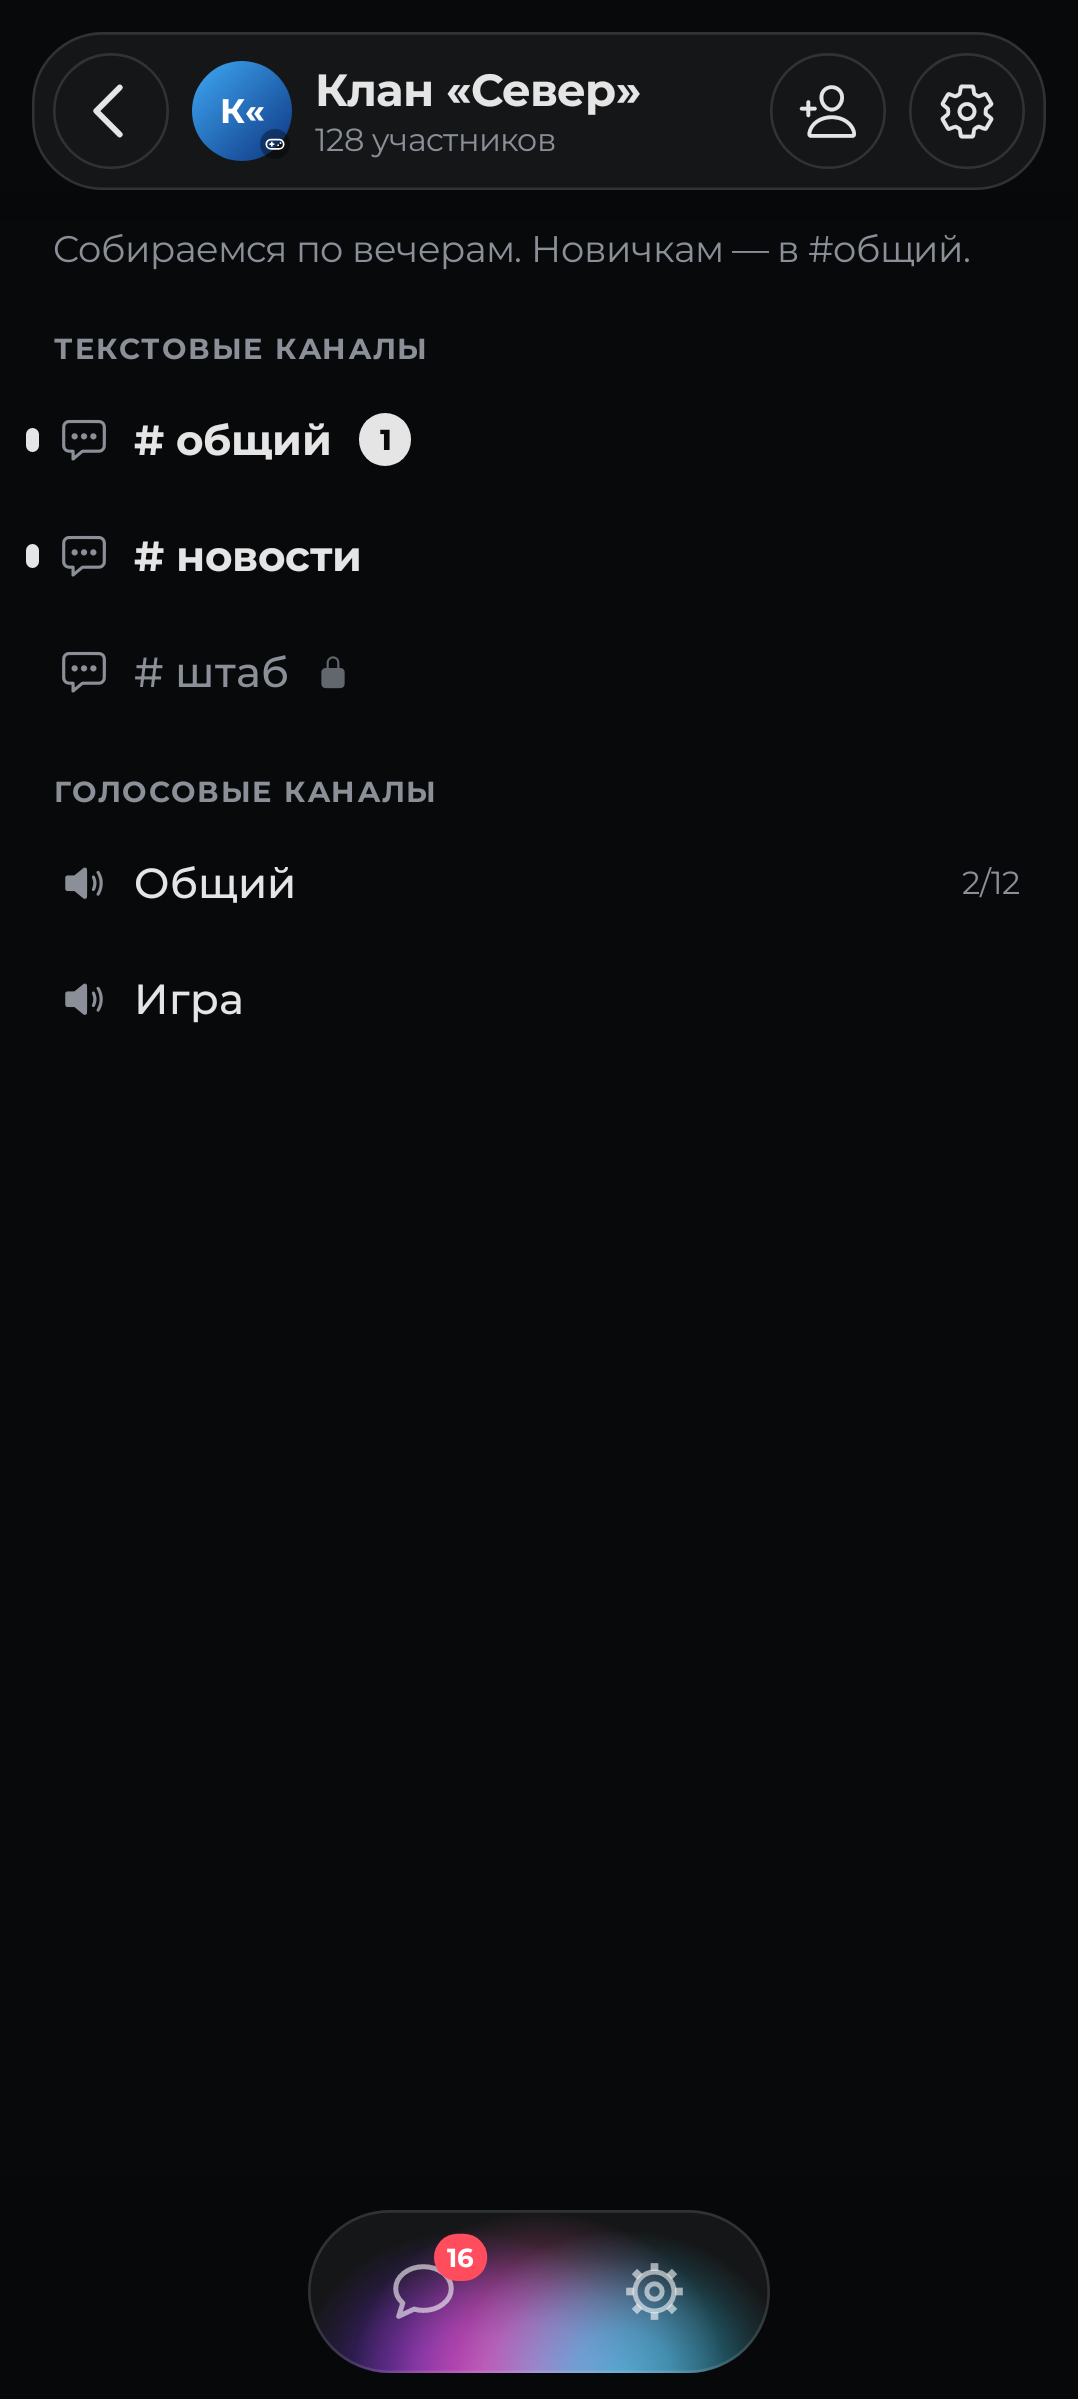 К«
Клан «Север»
128 участников
Собираемся по вечерам. Новичкам — в #общий.
ТЕКСТОВЫЕ КАНАЛЫ
# общий 1
# новости
# штаб
ГОЛОСОВЫЕ КАНАЛЫ
Общий 2/12
Игра
16